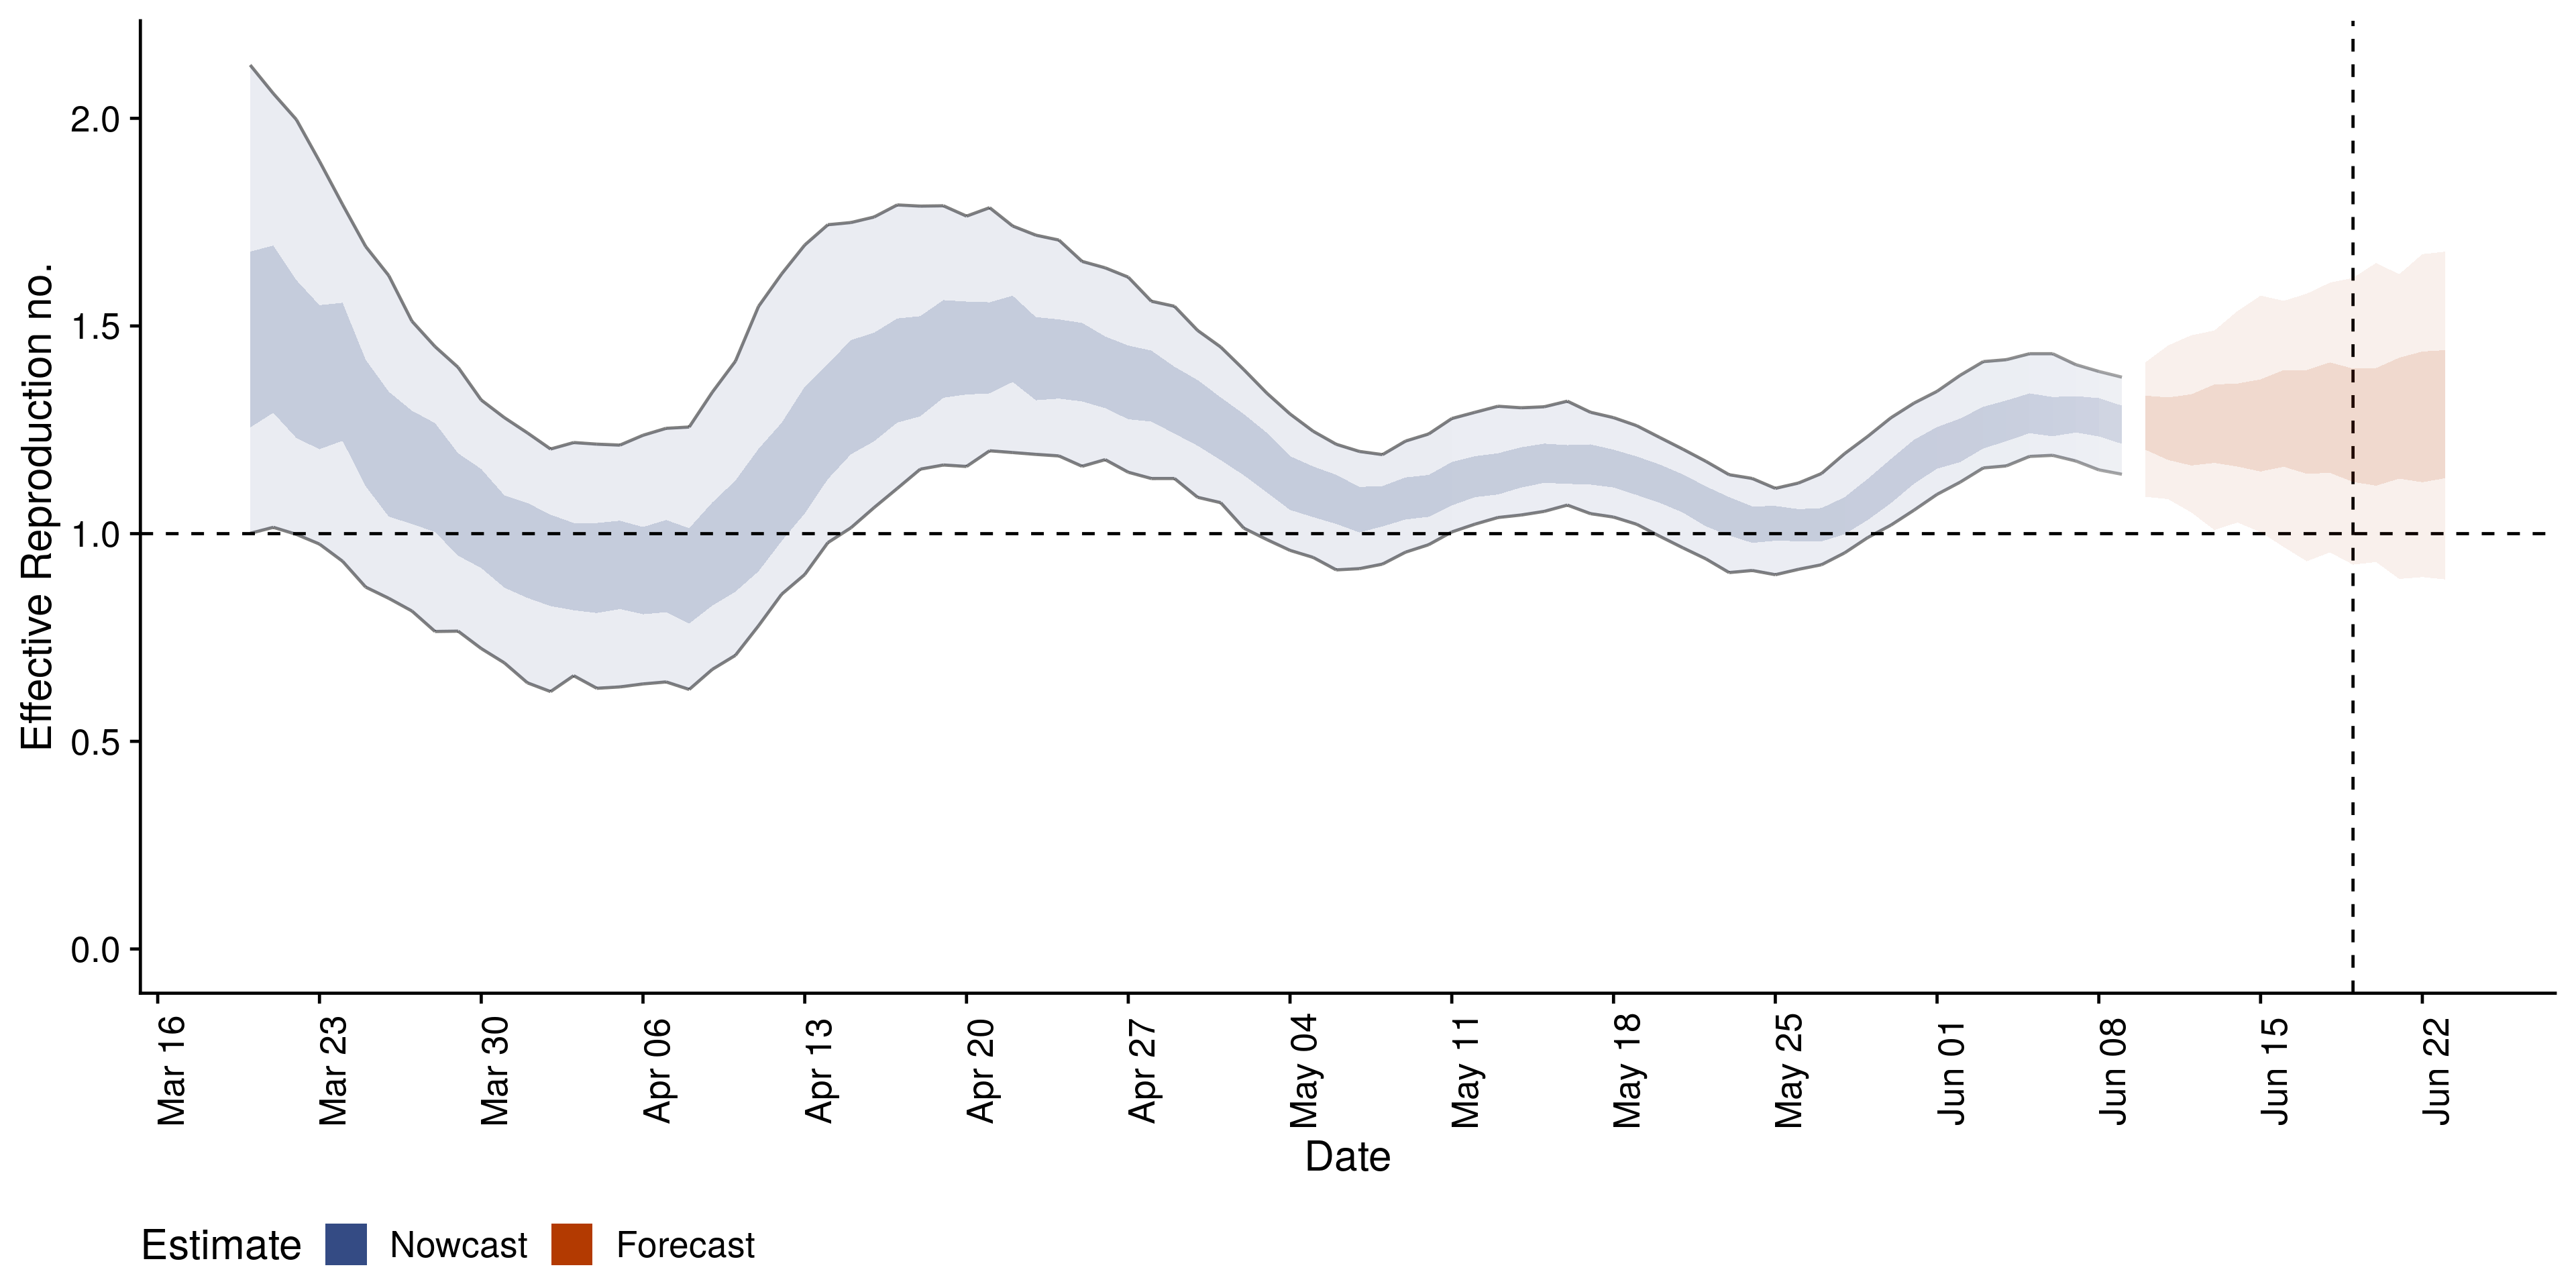 Effective Reproduction no.
2.0
1.5
1.0
0.5
0.0
Mar 16
Mar 23
Mar 30
Apr 06
Apr 13
Apr 20
Apr 27
May 04
May 11
May 18
May 25
Jun 01
Jun 08
Jun 15
Jun 22
Date
Estimate Nowcast Forecast